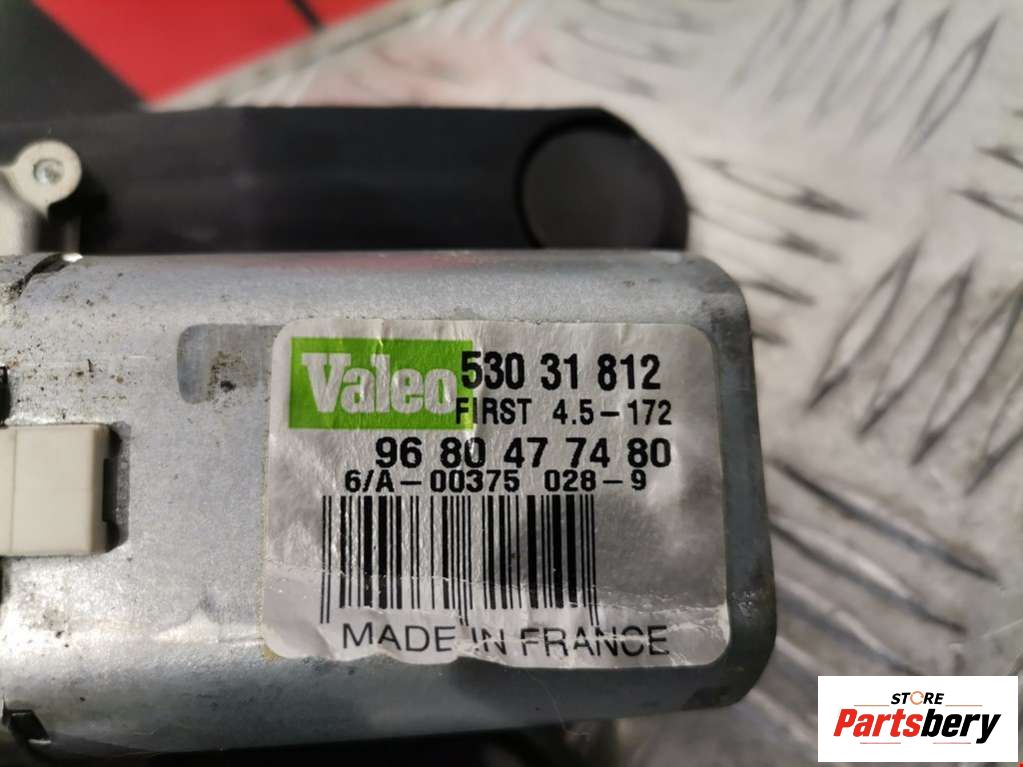 Valeo 530 31 812
FIRST 4.5-172
96 80 47 74 80
6/A-00375 028-9
MADE IN FRANCE
STORE
Partsbery